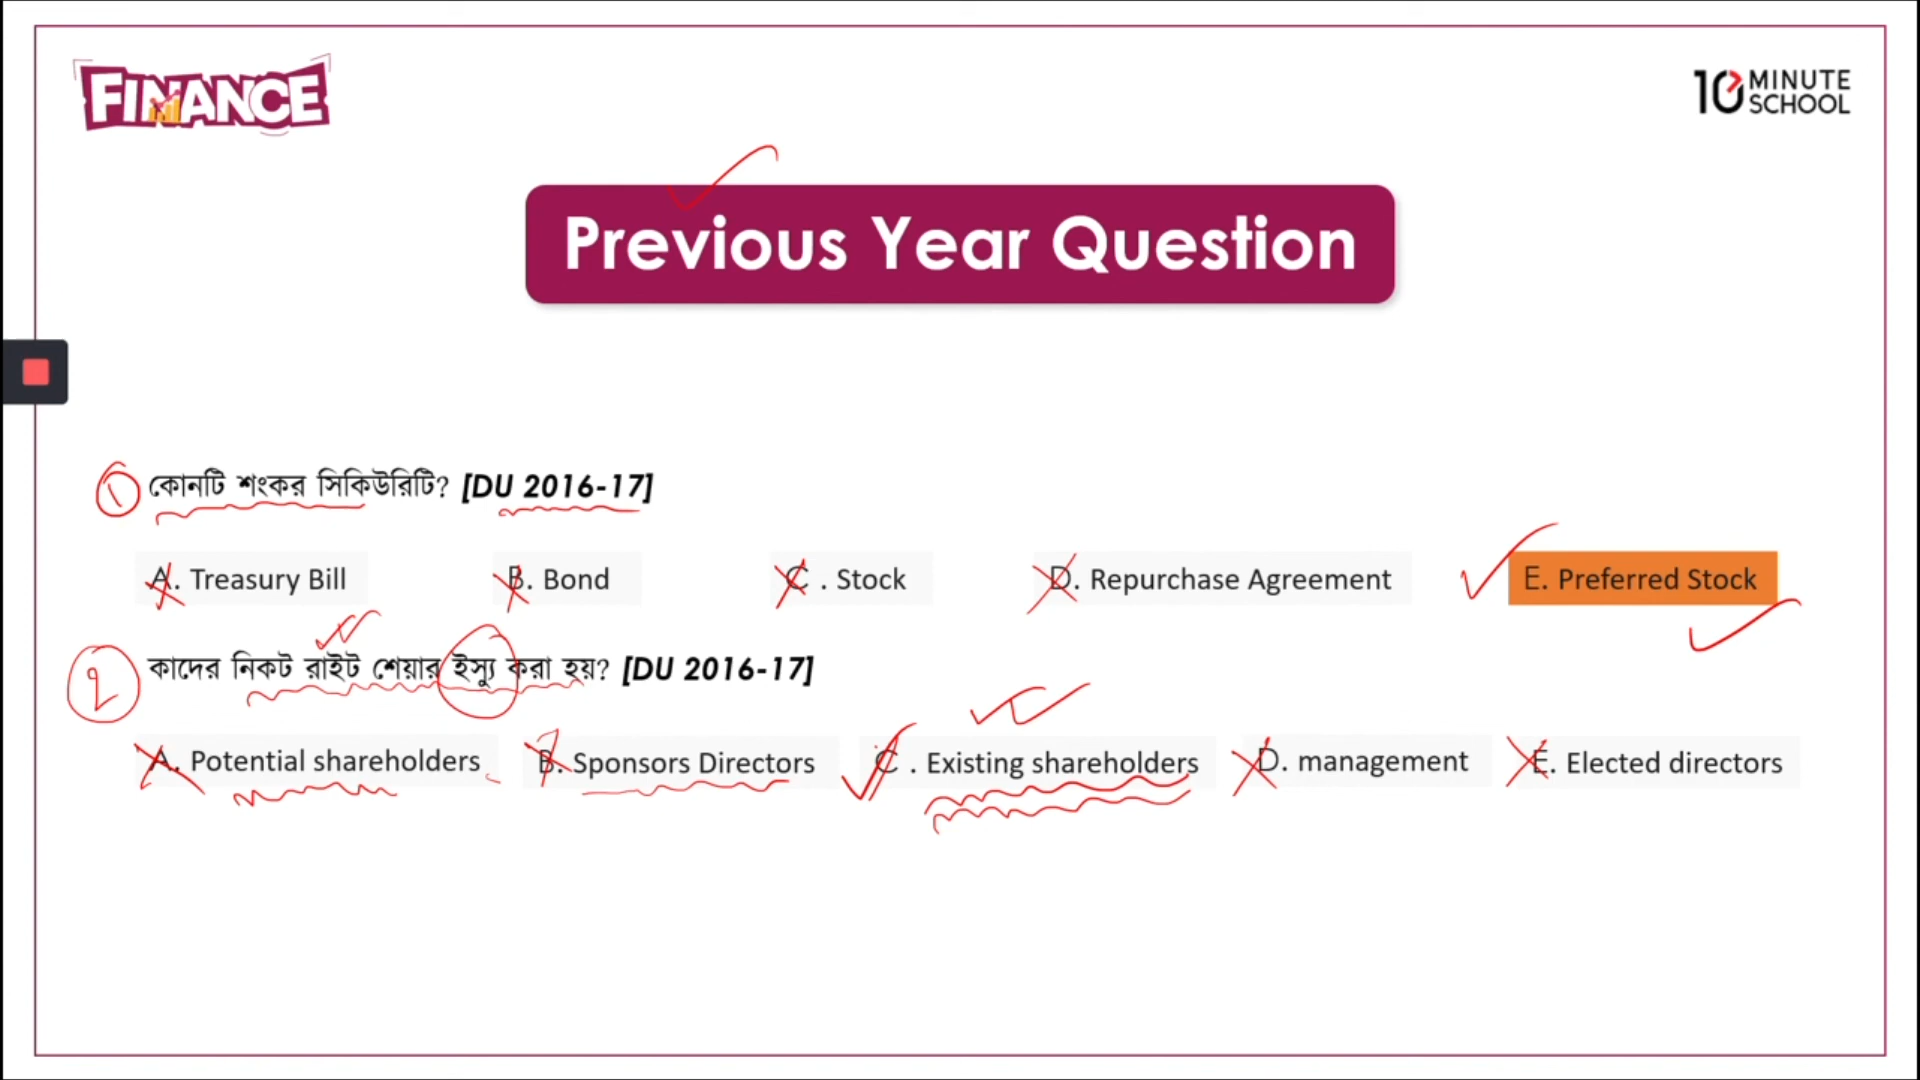 FINANCE
10 MINUTE SCHOOL
Previous Year Question
① কোনটি শংকর সিকিউরিটি? [DU 2016-17]
A. Treasury Bill B. Bond C . Stock D. Repurchase Agreement E. Preferred Stock
2 কাদের নিকট রাইট শেয়ার ইস্যু করা হয়? [DU 2016-17]
A. Potential shareholders B. Sponsors Directors C . Existing shareholders D. management E. Elected directors